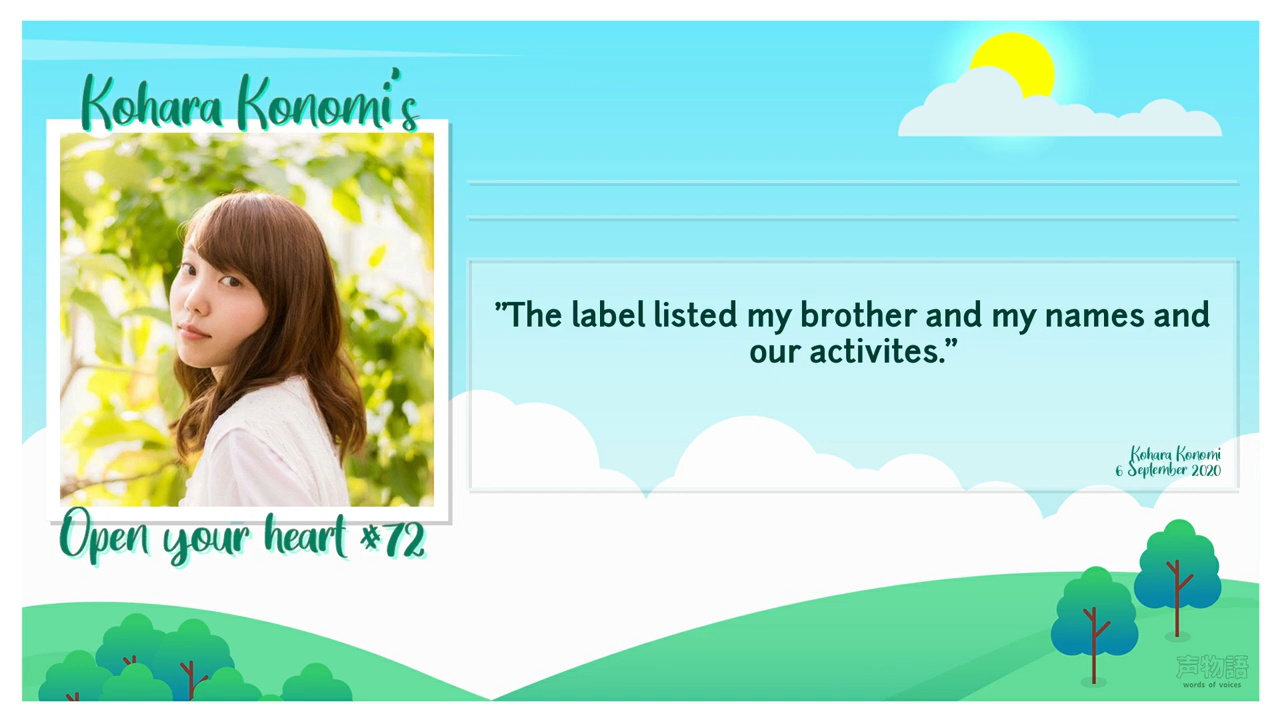 Kohara Konomi's
Open your heart #72
”The label listed my brother and my names and
our activites.”
Kohara Konomi
6 September 2020
声物語
words of voices